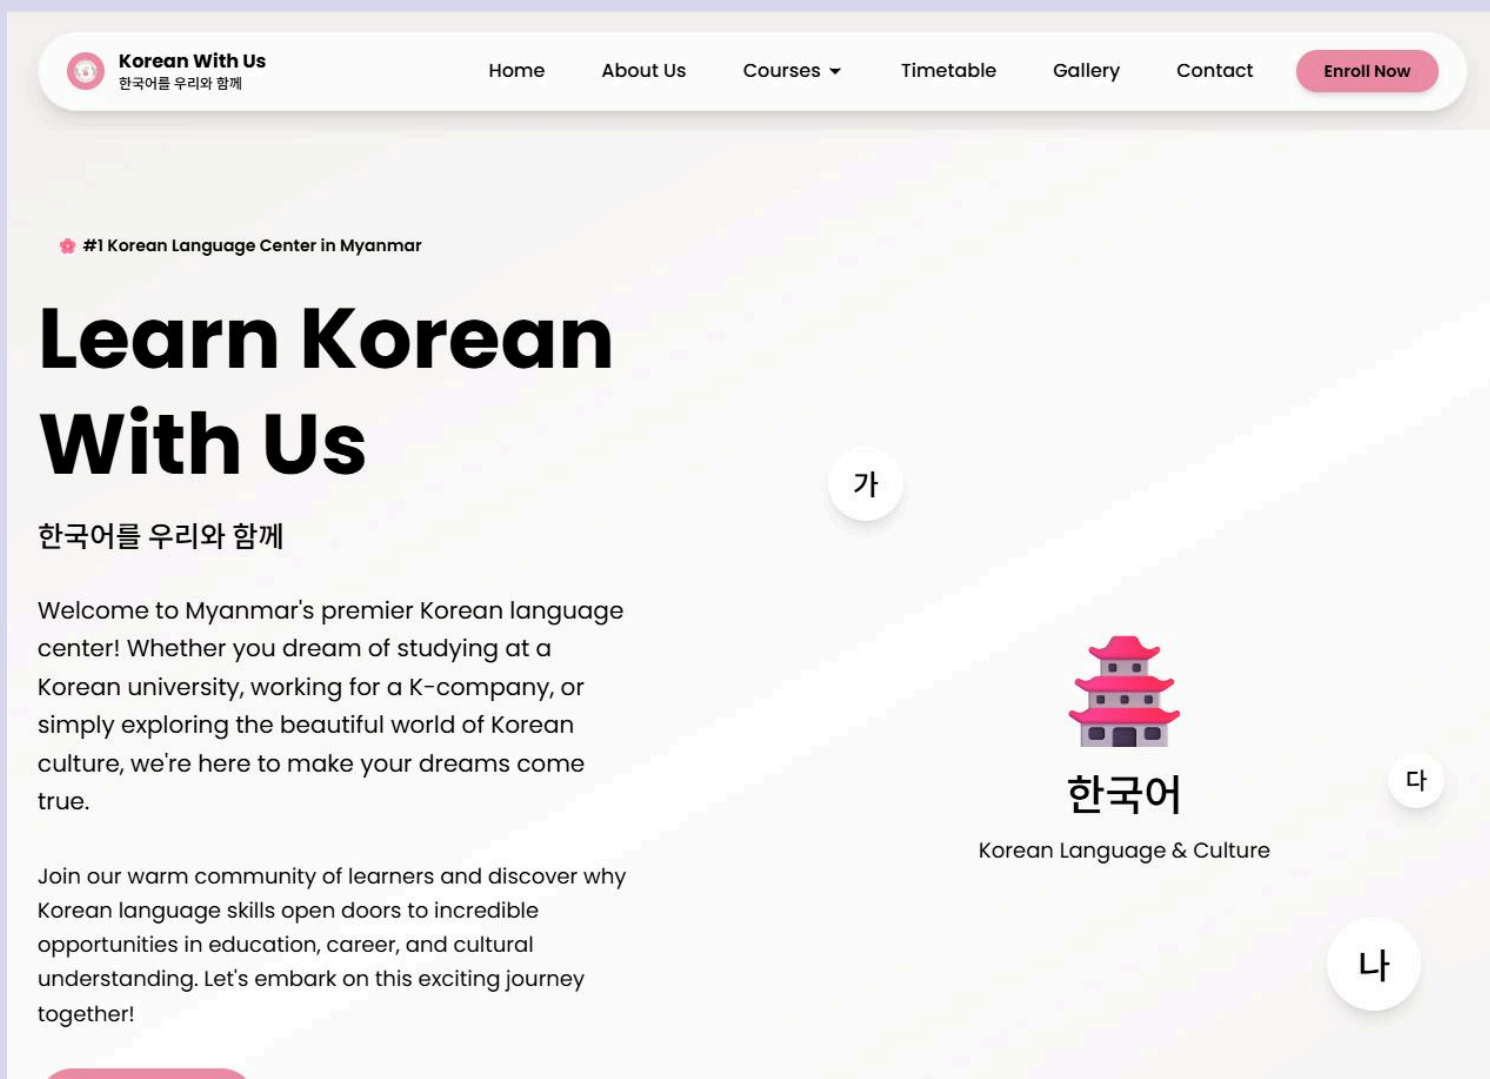 Korean With Us
한국어를 우리와 함께
Home
About Us
Courses
Timetable
Gallery
Contact
Enroll Now
#1 Korean Language Center in Myanmar
Learn Korean
With Us
한국어를 우리와 함께
Welcome to Myanmar's premier Korean language
center! Whether you dream of studying at a
Korean university, working for a K-company, or
simply exploring the beautiful world of Korean
culture, we're here to make your dreams come
true.
Join our warm community of learners and discover why
Korean language skills open doors to incredible
opportunities in education, career, and cultural
understanding. Let's embark on this exciting journey
together!
가
한국어
Korean Language & Culture
다
나